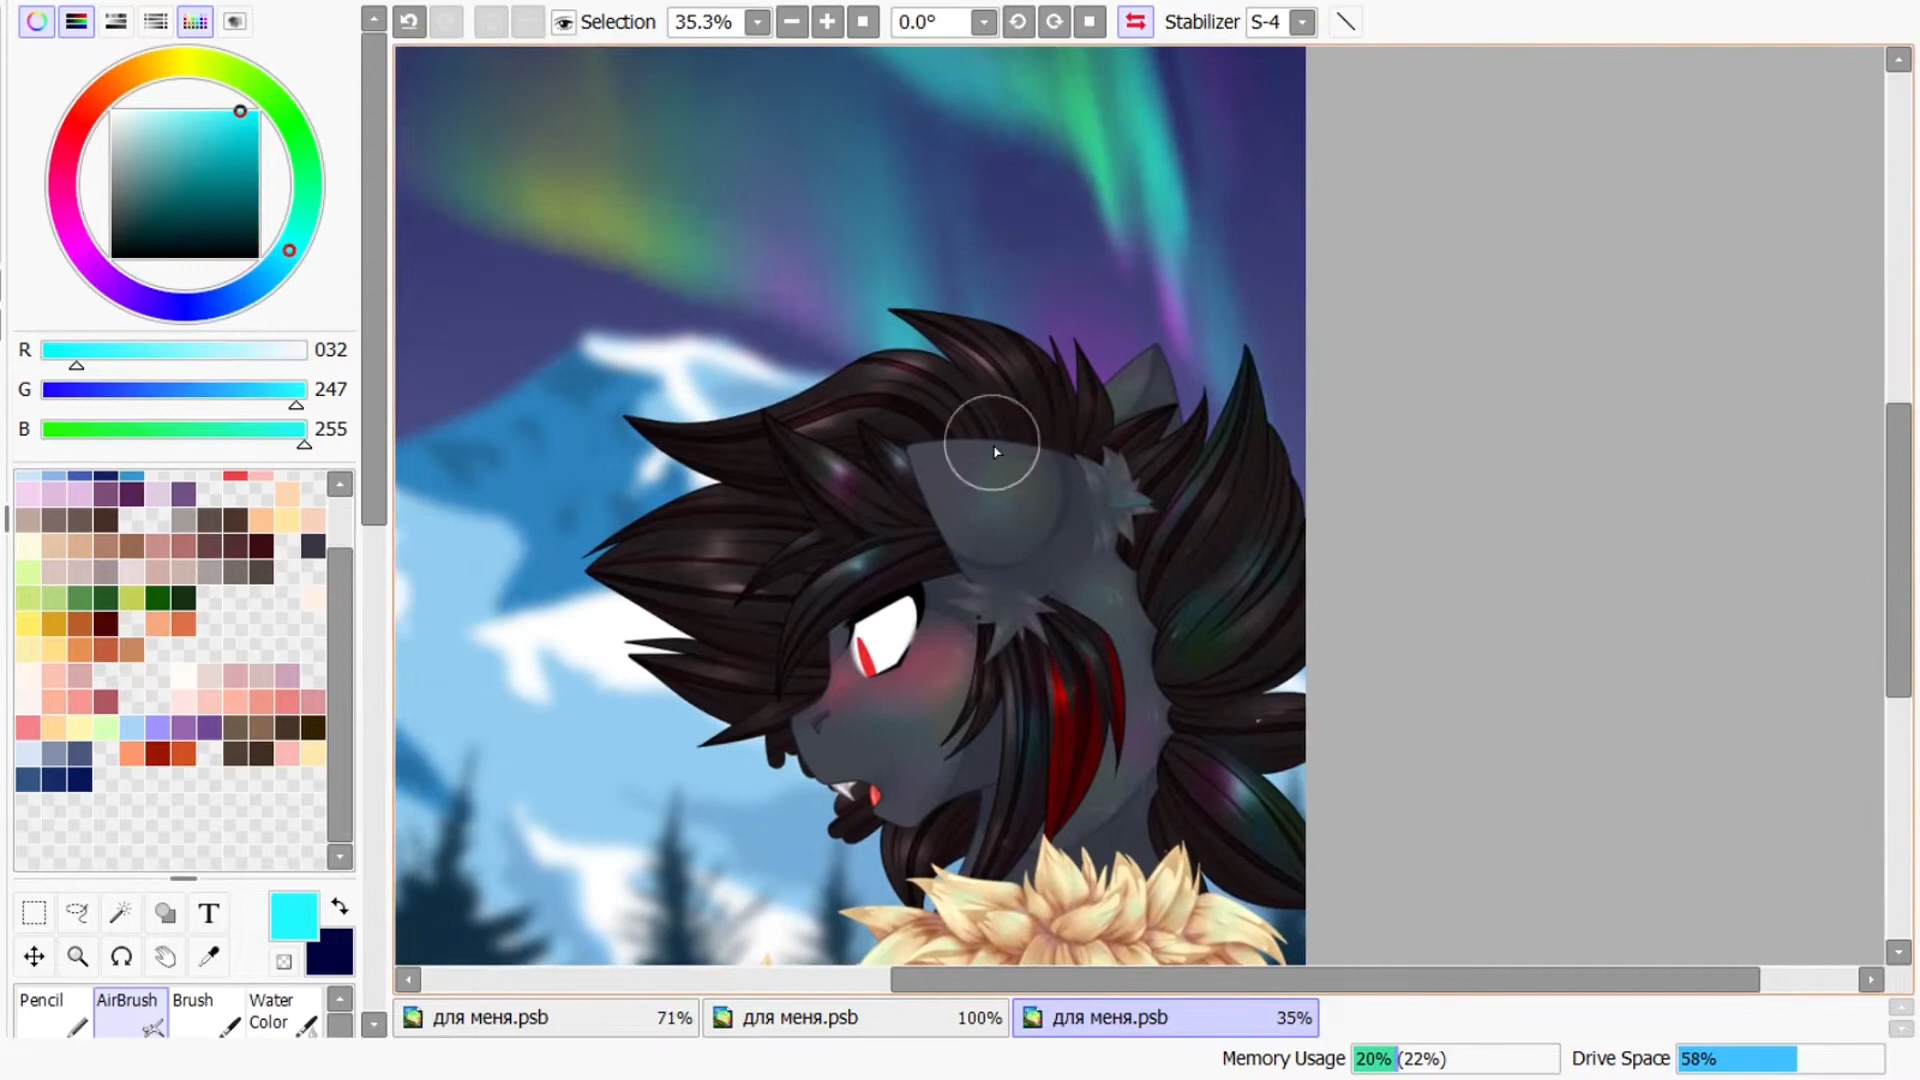 Selection 35.3% 0.0° Stabilizer S-4
R 032
G 247
B 255
T
Pencil AirBrush Brush Water Color
для меня.psb 71% для меня.psb 100% для меня.psb 35%
Memory Usage 20% (22%) Drive Space 58%